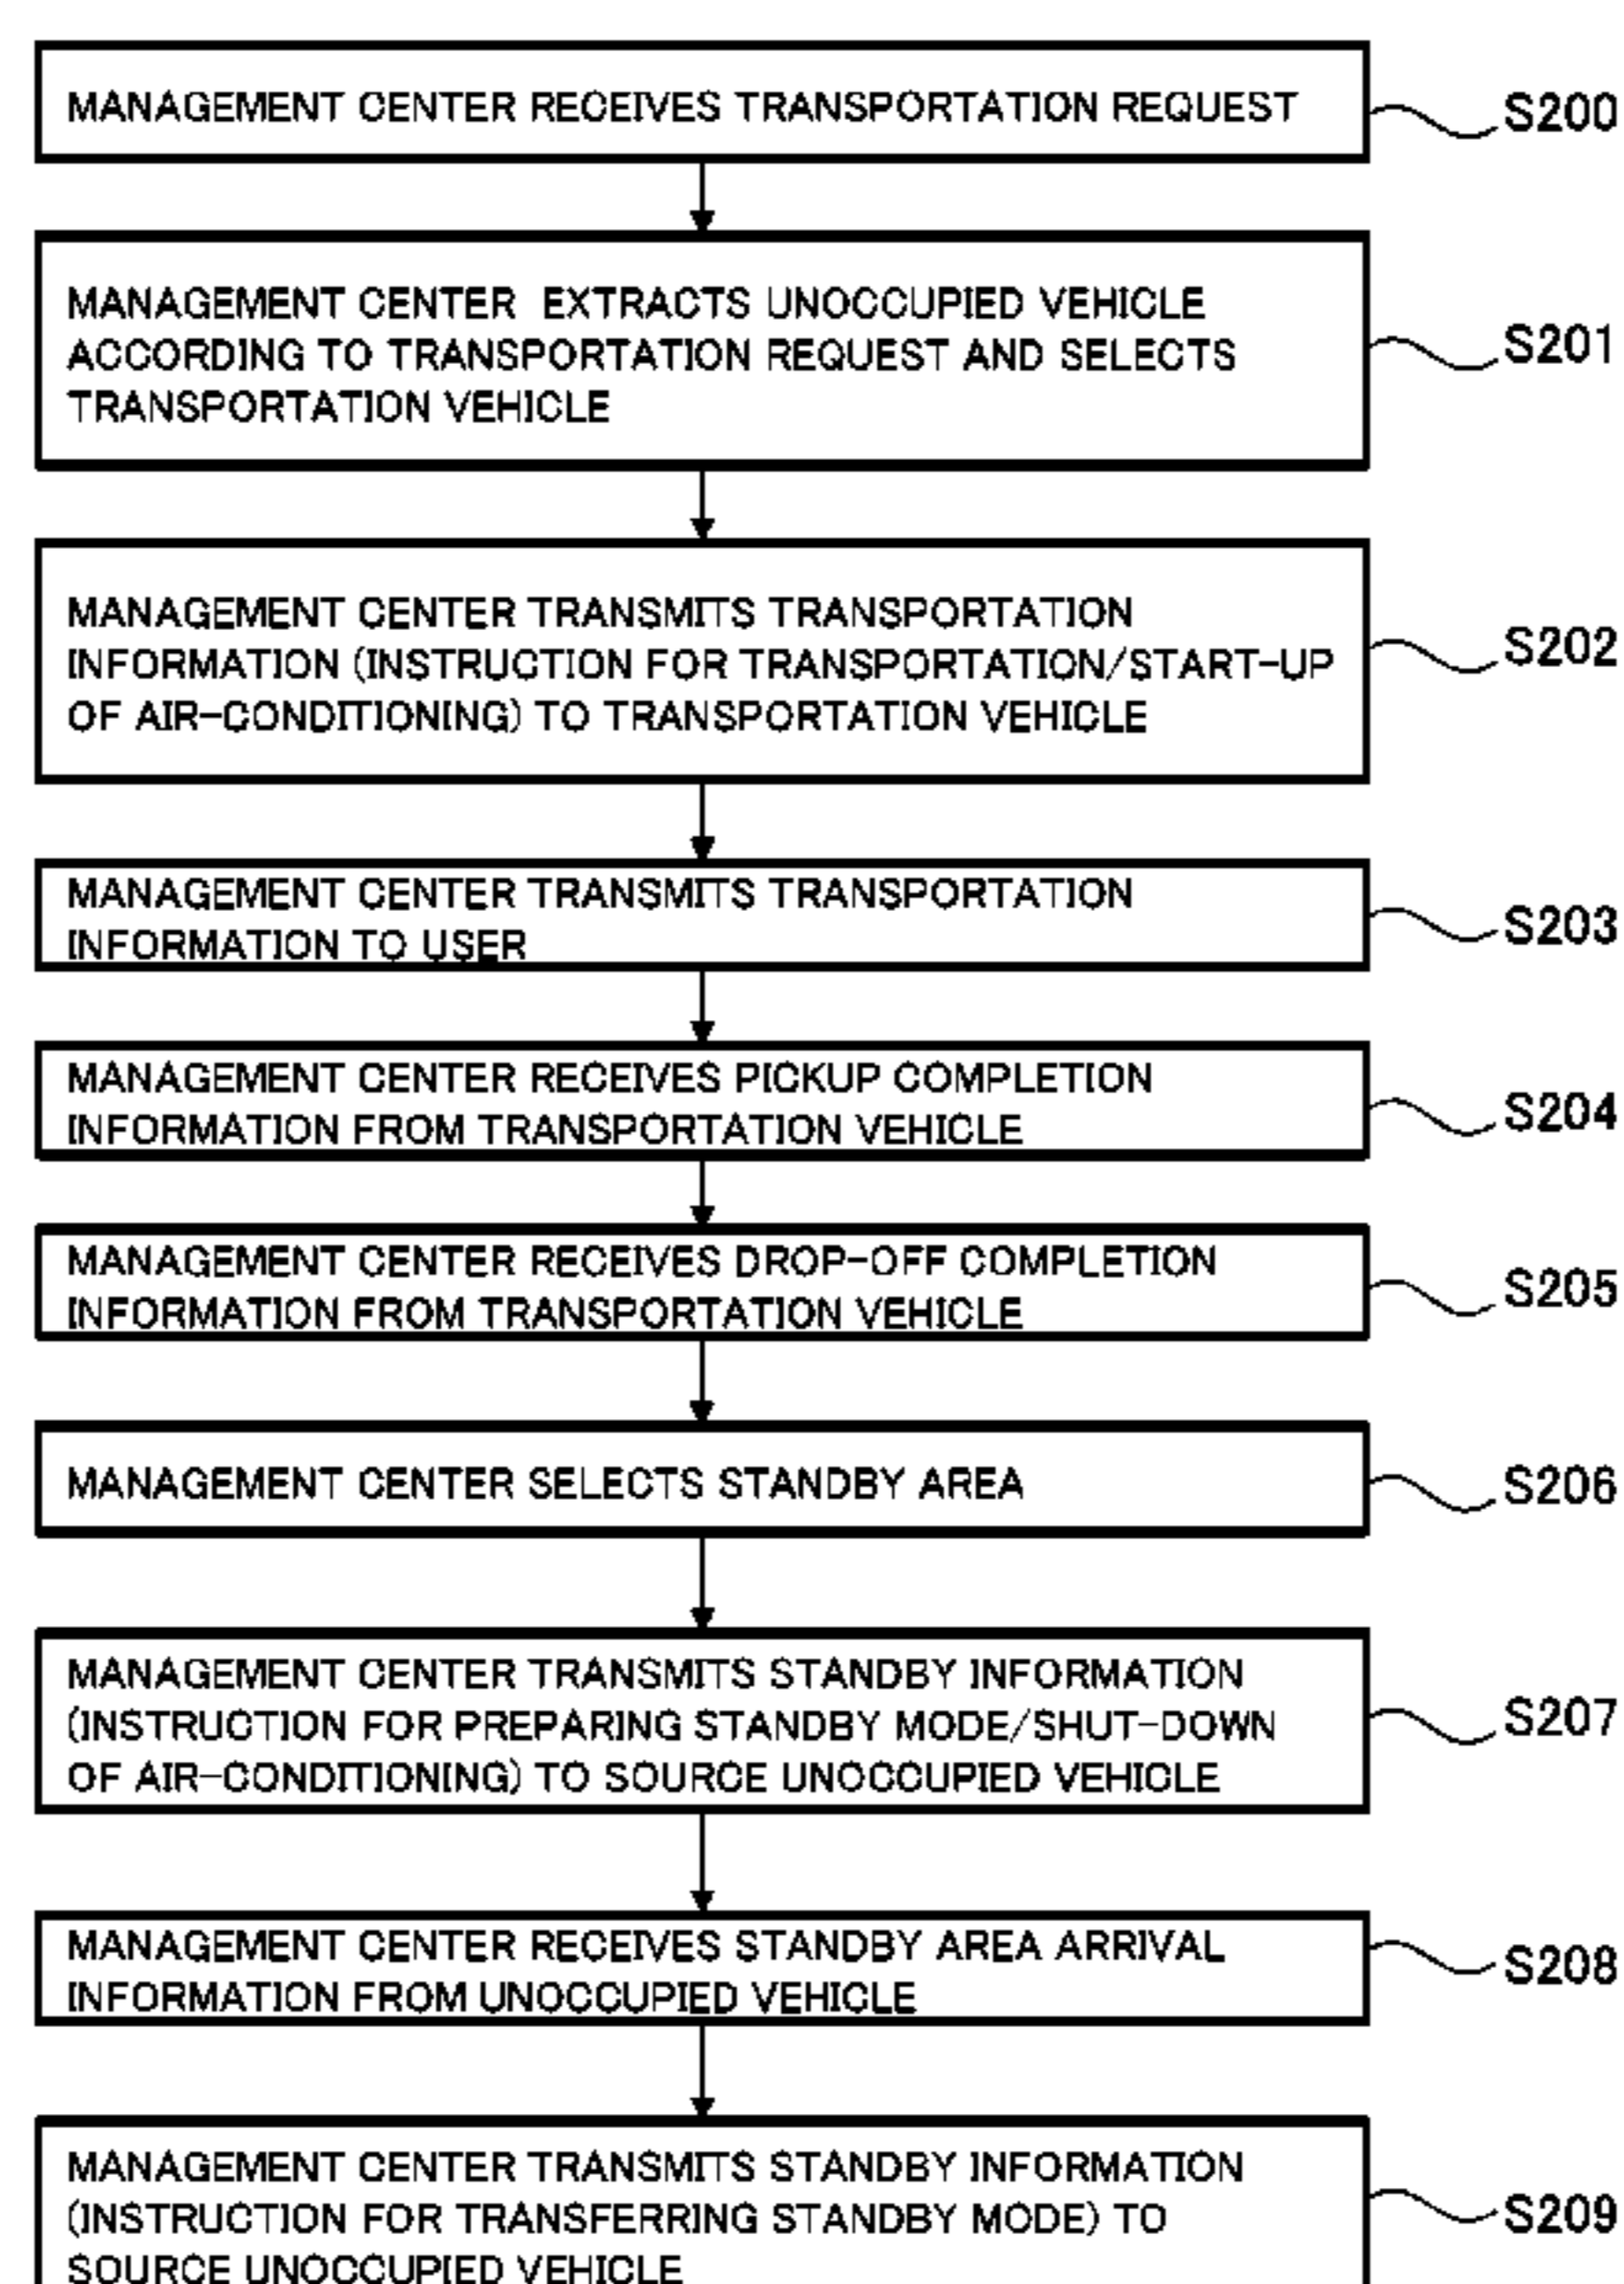 MANAGEMENT CENTER RECEIVES TRANSPORTATION REQUEST
S200
MANAGEMENT CENTER EXTRACTS UNOCCUPIED VEHICLE
ACCORDING TO TRANSPORTATION REQUEST AND SELECTS
TRANSPORTATION VEHICLE
S201
MANAGEMENT CENTER TRANSMITS TRANSPORTATION
INFORMATION (INSTRUCTION FOR TRANSPORTATION/START-UP
OF AIR-CONDITIONING) TO TRANSPORTATION VEHICLE
S202
MANAGEMENT CENTER TRANSMITS TRANSPORTATION
INFORMATION TO USER
S203
MANAGEMENT CENTER RECEIVES PICKUP COMPLETION
INFORMATION FROM TRANSPORTATION VEHICLE
S204
MANAGEMENT CENTER RECEIVES DROP-OFF COMPLETION
INFORMATION FROM TRANSPORTATION VEHICLE
S205
MANAGEMENT CENTER SELECTS STANDBY AREA
S206
MANAGEMENT CENTER TRANSMITS STANDBY INFORMATION
(INSTRUCTION FOR PREPARING STANDBY MODE/SHUT-DOWN
OF AIR-CONDITIONING) TO SOURCE UNOCCUPIED VEHICLE
S207
MANAGEMENT CENTER RECEIVES STANDBY AREA ARRIVAL
INFORMATION FROM UNOCCUPIED VEHICLE
S208
MANAGEMENT CENTER TRANSMITS STANDBY INFORMATION
(INSTRUCTION FOR TRANSFERRING STANDBY MODE) TO
SOURCE UNOCCUPIED VEHICLE
S209